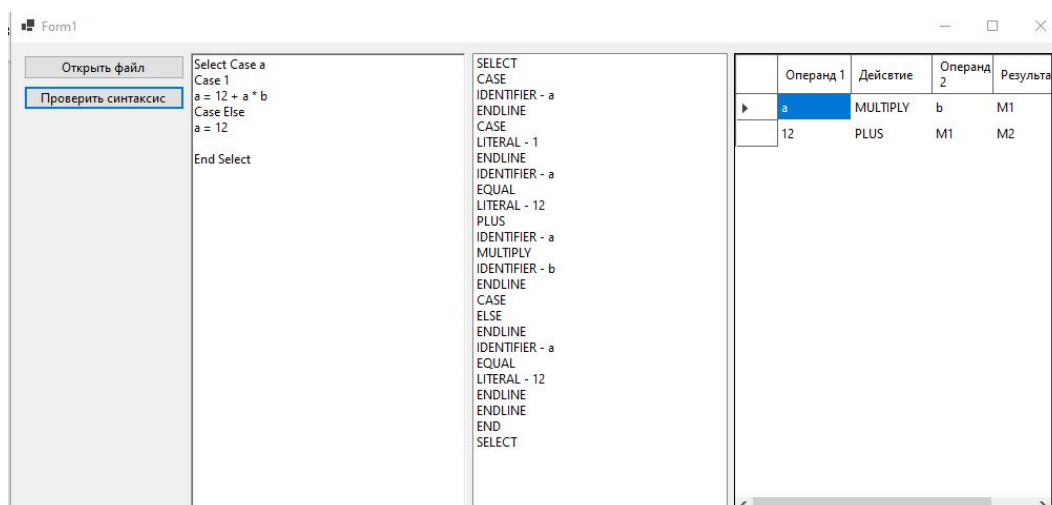 Form1
Открыть файл
Проверить синтаксис
Select Case a
Case 1
a = 12 + a * b
Case Else
a = 12
End Select
SELECT
CASE
IDENTIFIER - a
ENDLINE
CASE
LITERAL - 1
ENDLINE
IDENTIFIER - a
EQUAL
LITERAL - 12
PLUS
IDENTIFIER - a
MULTIPLY
IDENTIFIER - b
ENDLINE
CASE
ELSE
ENDLINE
IDENTIFIER - a
EQUAL
LITERAL - 12
ENDLINE
ENDLINE
END
SELECT
Операнд 1 Дейсвтие Операнд 2 Результа
a MULTIPLY b M1
12 PLUS M1 M2